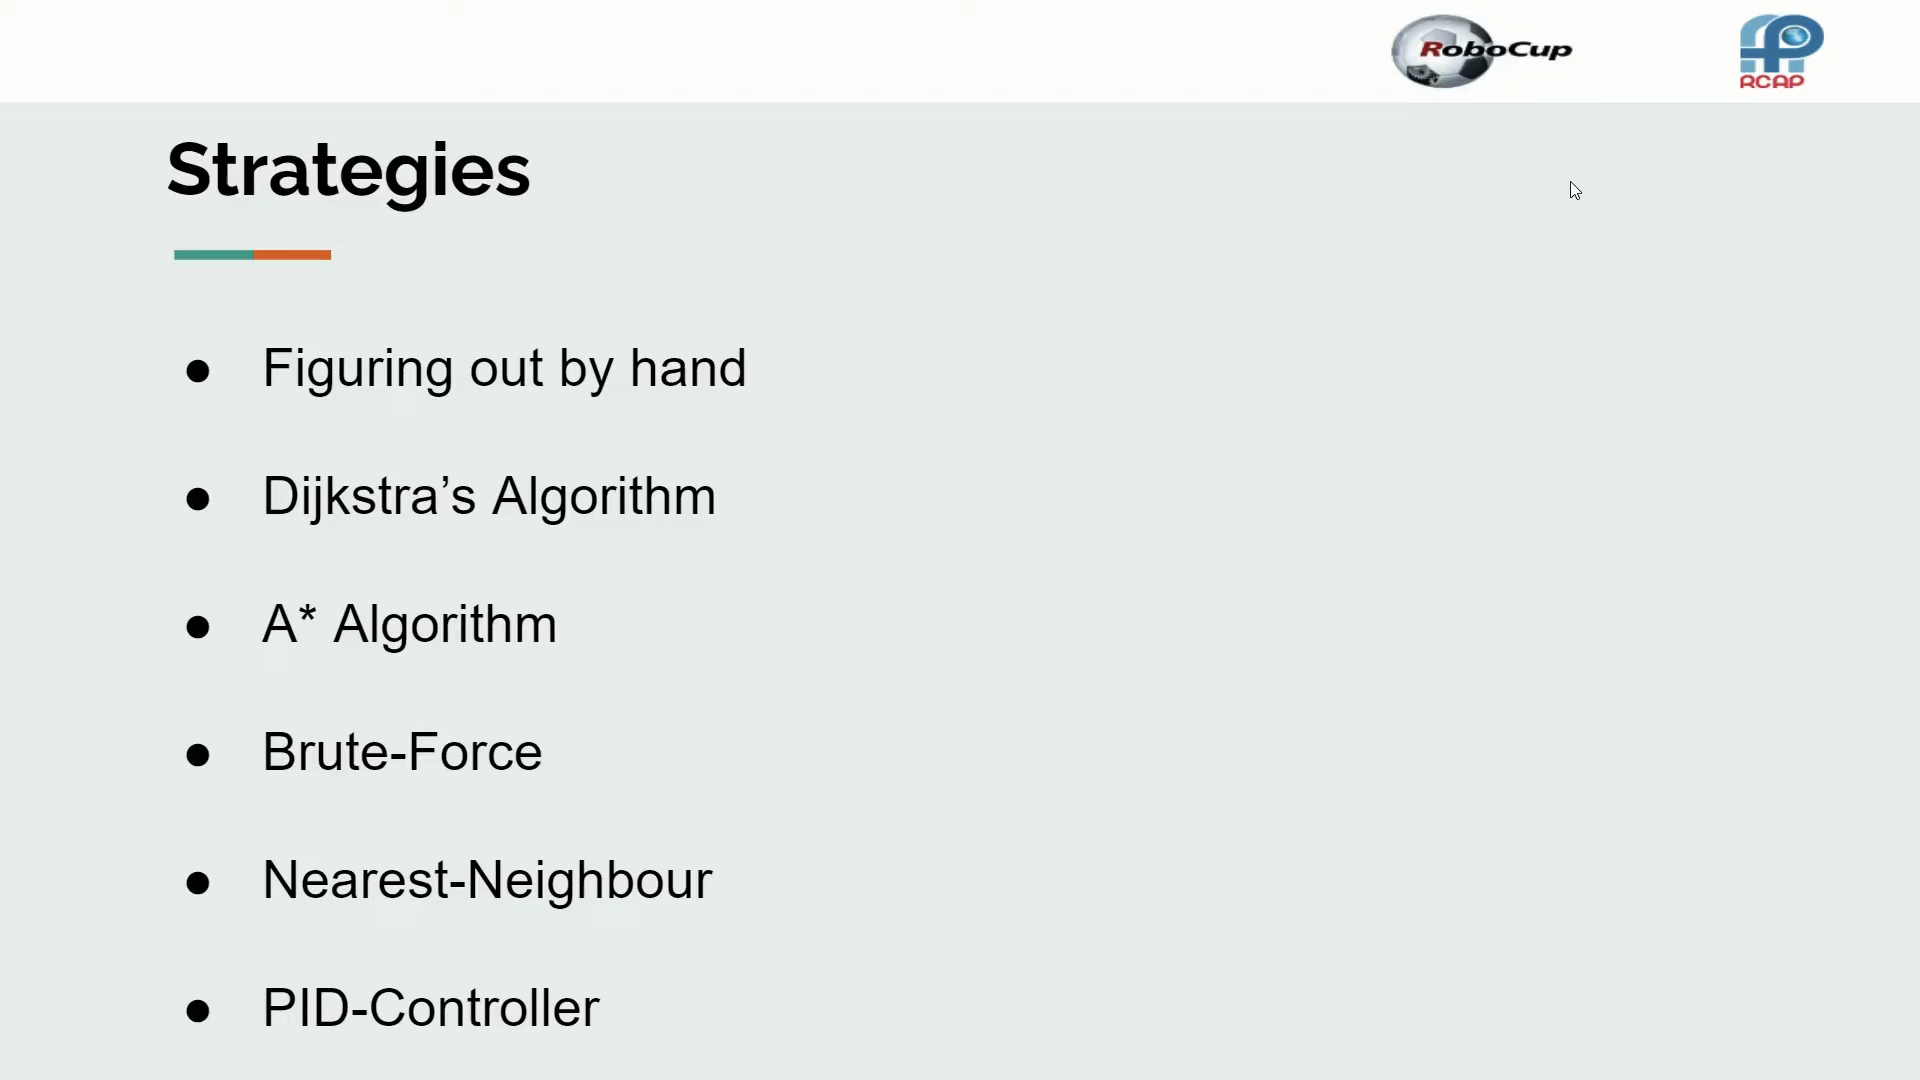 RoboCup
RCAP
Strategies
● Figuring out by hand
● Dijkstra’s Algorithm
● A* Algorithm
● Brute-Force
● Nearest-Neighbour
● PID-Controller